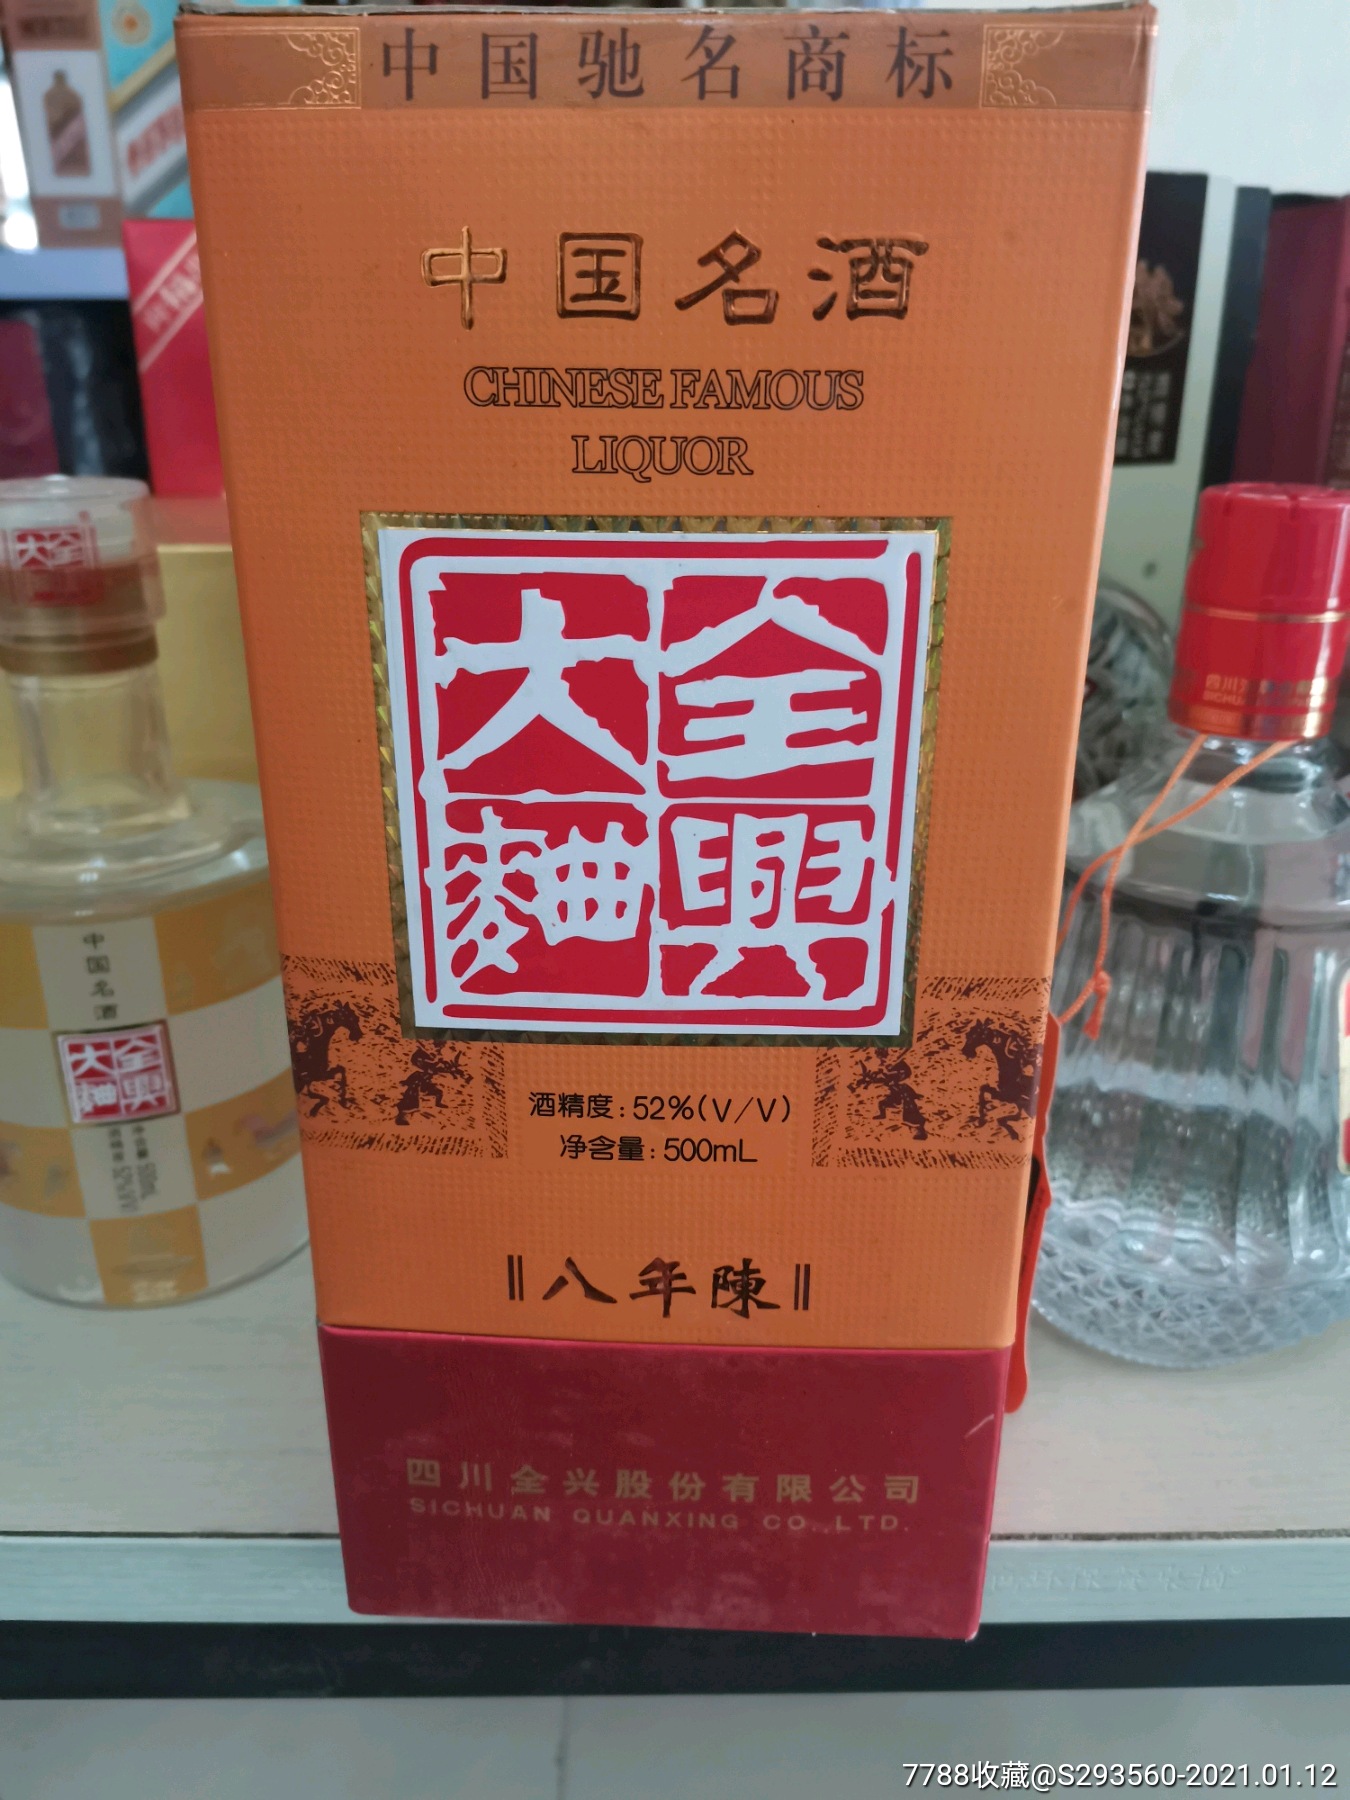 中国驰名商标
中国名酒
CHINESE FAMOUS
LIQUOR
全興
大麯
酒精度:52%(V/V)
净含量:500mL
八年陳
四川全兴股份有限公司
SICHUAN QUANXING CO.,LTD.
大全
中国名酒
全興
大麯
7788收藏@S293560-2021.01.12